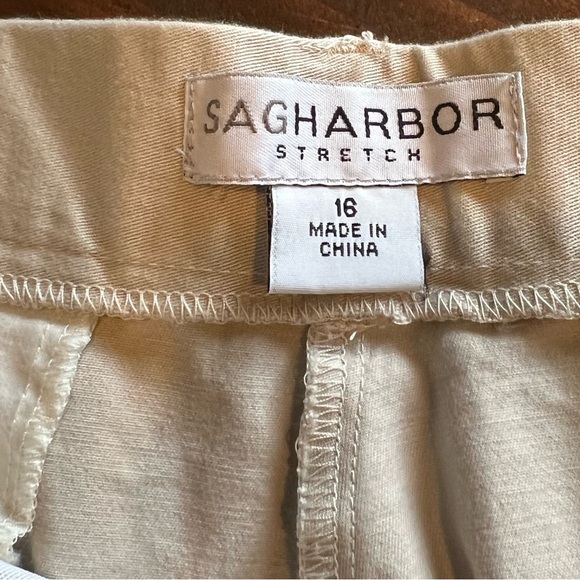 SAGHARBOR
STRETCH
16
MADE IN
CHINA